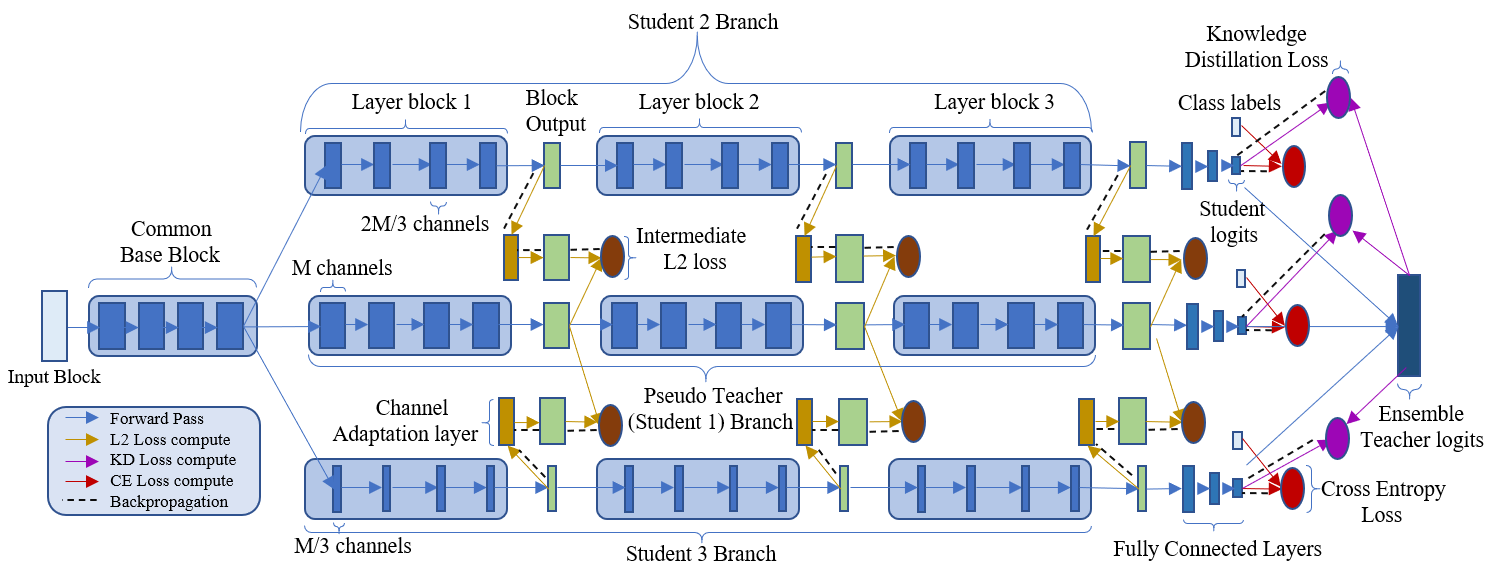 Student 2 Branch
Knowledge
Distillation Loss
Layer block 1
Block
Output
Layer block 2
Layer block 3
Class labels
2M/3 channels
Student
logits
Common
Base Block
Intermediate
L2 loss
M channels
Input Block
Pseudo Teacher
(Student 1) Branch
Channel
Adaptation layer
Ensemble
Teacher logits
Forward Pass
L2 Loss compute
KD Loss compute
CE Loss compute
Backpropagation
Cross Entropy
Loss
M/3 channels
Student 3 Branch
Fully Connected Layers